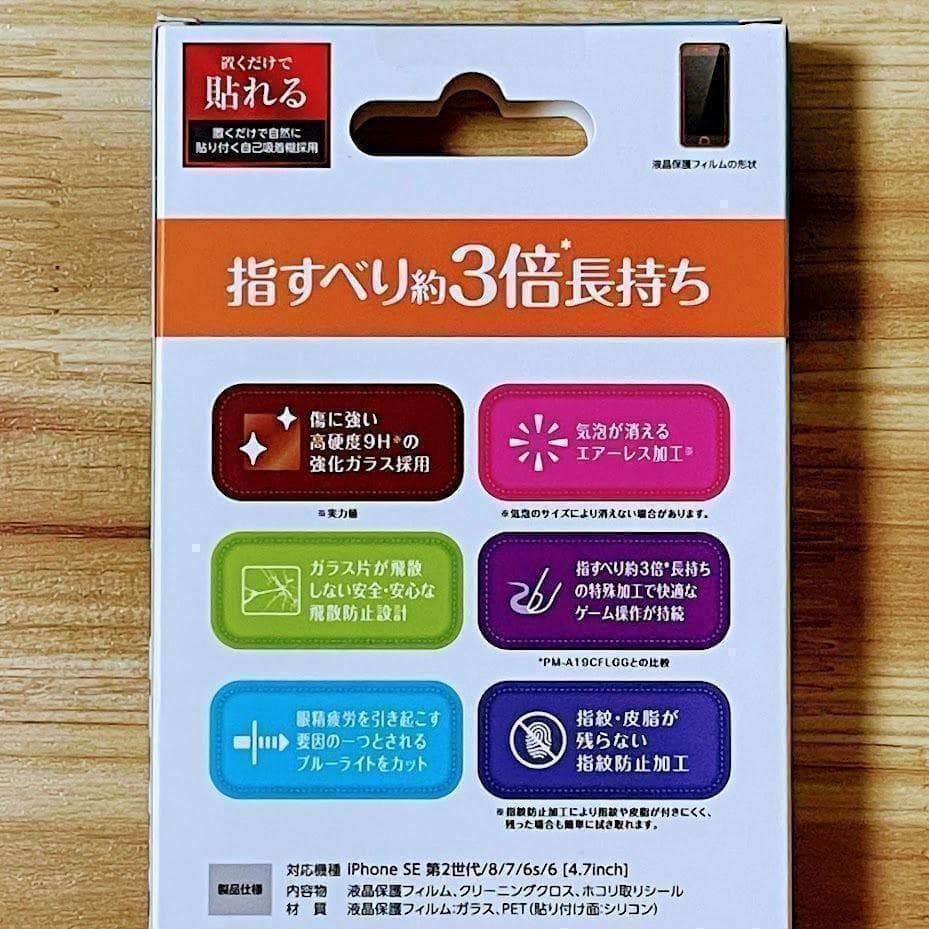 置くだけで
貼れる
置くだけで自然に
貼り付く自己吸着機採用
液晶保護フィルムの形状
指すべり約3倍*長持ち
傷に強い
高硬度9H※の
強化ガラス採用
※実力値
気泡が消える
エアーレス加工※
※気泡のサイズにより消えない場合があります。
ガラス片が飛散
しない安全・安心な
飛散防止設計
指すべり約3倍*長持ち
の特殊加工で快適な
ゲーム操作が持続
*PM-A19CFLGGとの比較
眼精疲労を引き起こす
要因の一つとされる
ブルーライトをカット
指紋・皮脂が
残らない
指紋防止加工
※指紋防止加工により指紋や皮脂が付きにくく、
残った場合も簡単に拭き取れます。
製品仕様
対応機種 iPhone SE 第2世代/8/7/6s/6 [4.7inch]
内容物 液晶保護フィルム、クリーニングクロス、ホコリ取りシール
材質 液晶保護フィルム:ガラス、PET(貼り付け面:シリコン)